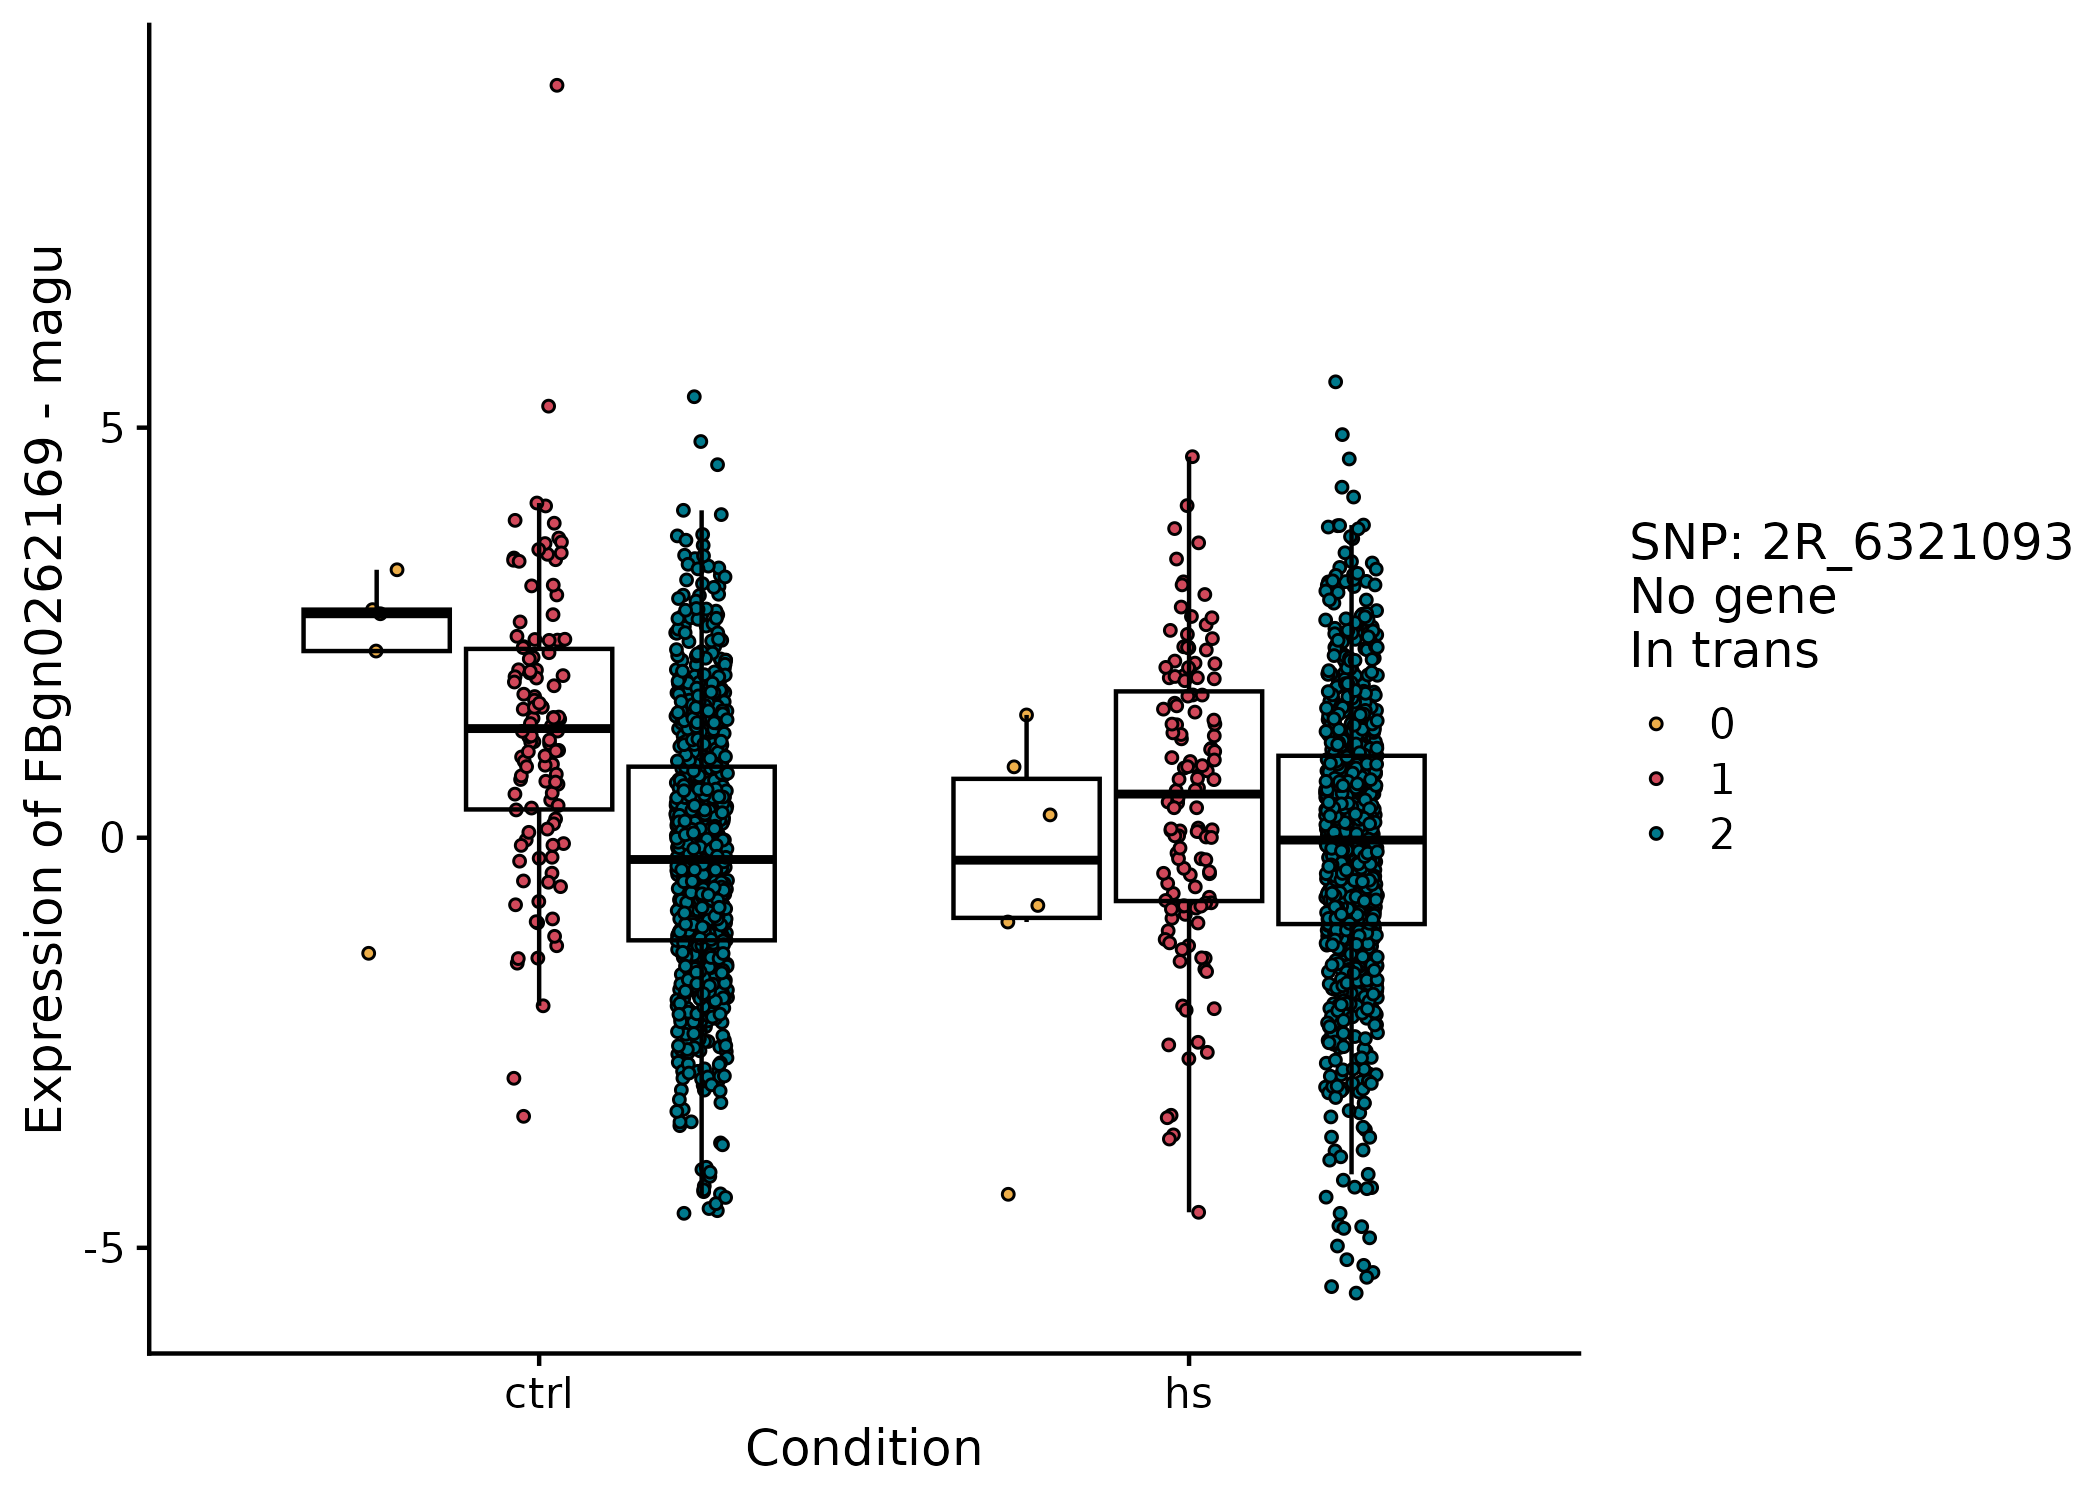 Expression of FBgn0262169 - magu
5
0
-5
ctrl
hs
Condition
SNP: 2R_6321093
No gene
In trans
0
1
2